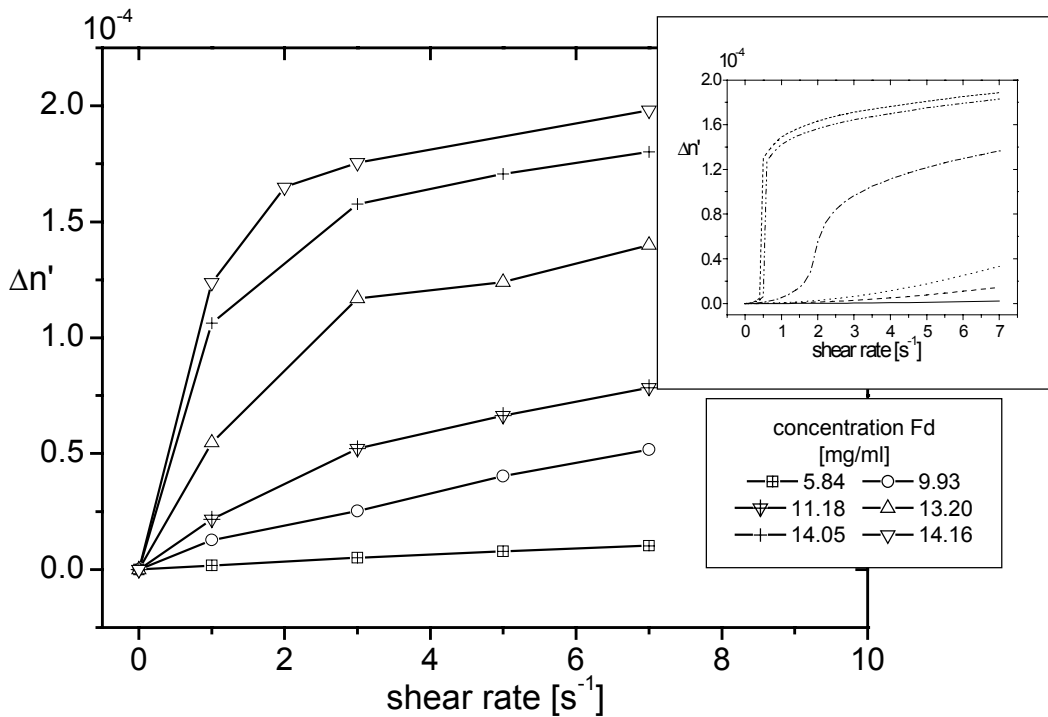 10⁻⁴
2.0
1.5
1.0
0.5
0.0
Δn'
0 2 4 6 8 10
shear rate [s⁻¹]
10⁻⁴
2.0
1.6
1.2
0.8
0.4
0.0
Δn'
0 1 2 3 4 5 6 7
shear rate [s⁻¹]
concentration Fd
[mg/ml]
5.84 9.93
11.18 13.20
14.05 14.16